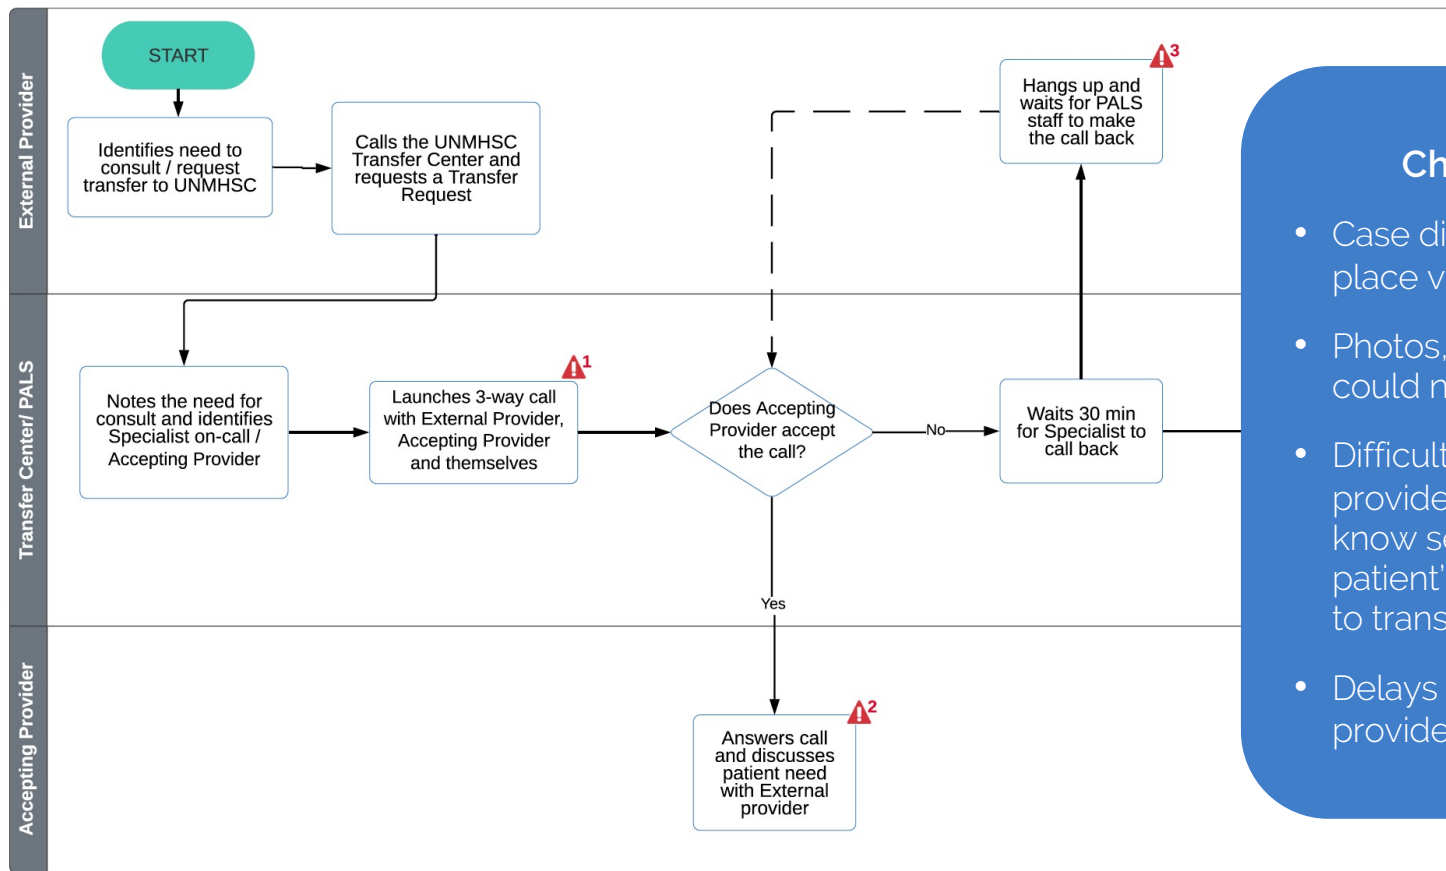 External Provider
START
Identifies need to
consult / request
transfer to UNMHSC
Calls the UNMHSC
Transfer Center and
requests a Transfer
Request
Hangs up and
waits for PALS
staff to make
the call back
3
Transfer Center/ PALS
Notes the need for
consult and identifies
Specialist on-call /
Accepting Provider
Launches 3-way call
with External Provider,
Accepting Provider
and themselves
1
Does Accepting
Provider accept
the call?
No
Waits 30 min
for Specialist to
call back
Yes
Accepting Provider
Answers call
and discusses
patient need
with External
provider
2
Ch
• Case di
place v
• Photos,
could n
• Difficult
provide
know se
patient'
to trans
• Delays
provide